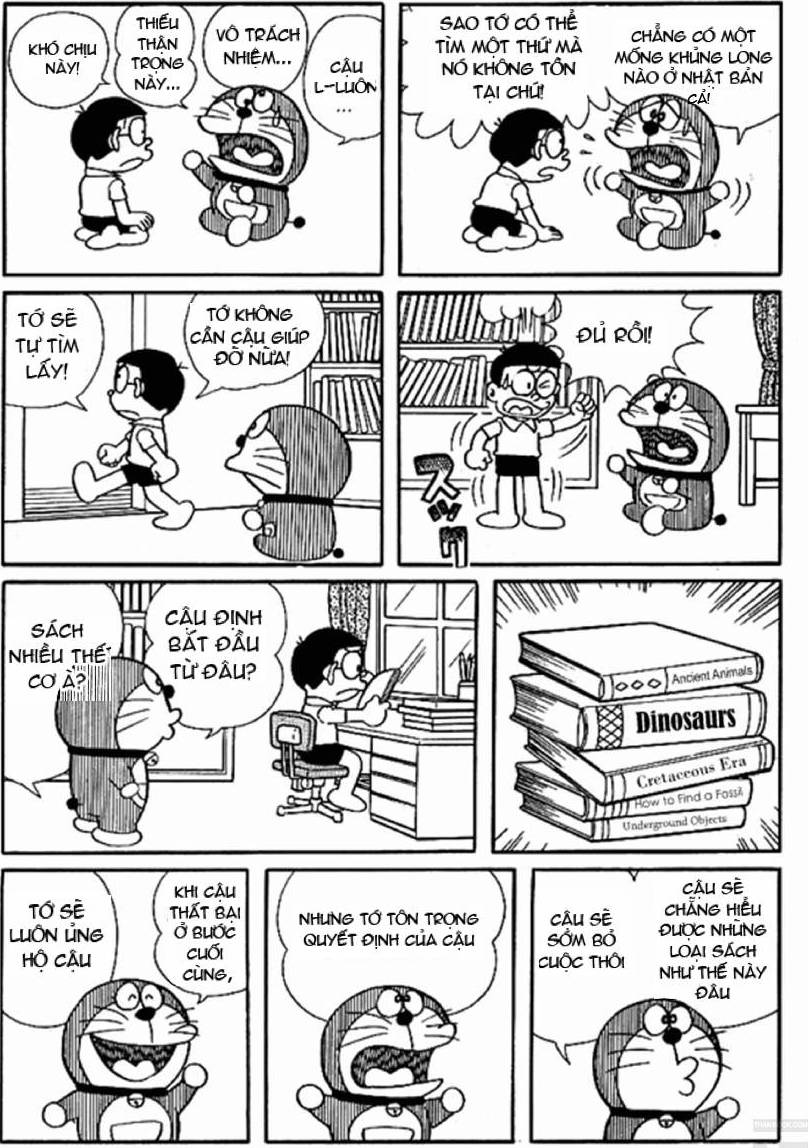 CHẲNG CÓ MỘT
MỐNG KHỦNG LONG
NÀO Ở NHẬT BẢN
CẢ!
SAO TỚ CÓ THỂ
TÌM MỘT THỨ MÀ
NÓ KHÔNG TỒN
TẠI CHỨ!
CẬU
L-LUÔN
...
VÔ TRÁCH
NHIỆM...
THIẾU
THẬN
TRỌNG
NÀY...
KHÓ CHỊU
NÀY!
ĐỦ RỒI!
スック
TỚ KHÔNG
CẦN CẬU GIÚP
ĐỠ NỮA!
TỚ SẼ
TỰ TÌM
LẤY!
Ancient Animals
Dinosaurs
Cretaceous Era
How to Find a Fossil
Underground Objects
CẬU ĐỊNH
BẮT ĐẦU
TỪ ĐÂU?
SÁCH
NHIỀU THẾ
CƠ À?
CẬU SẼ
CHẲNG HIỂU
ĐƯỢC NHỮNG
LOẠI SÁCH
NHƯ THẾ NÀY
ĐÂU
CẬU SẼ
SỚM BỎ
CUỘC THÔI
NHƯNG TỚ TÔN TRỌNG
QUYẾT ĐỊNH CỦA CẬU
KHI CẬU
THẤT BẠI
Ở BƯỚC
CUỐI
CÙNG,
TỚ SẼ
LUÔN ỦNG
HỘ CẬU